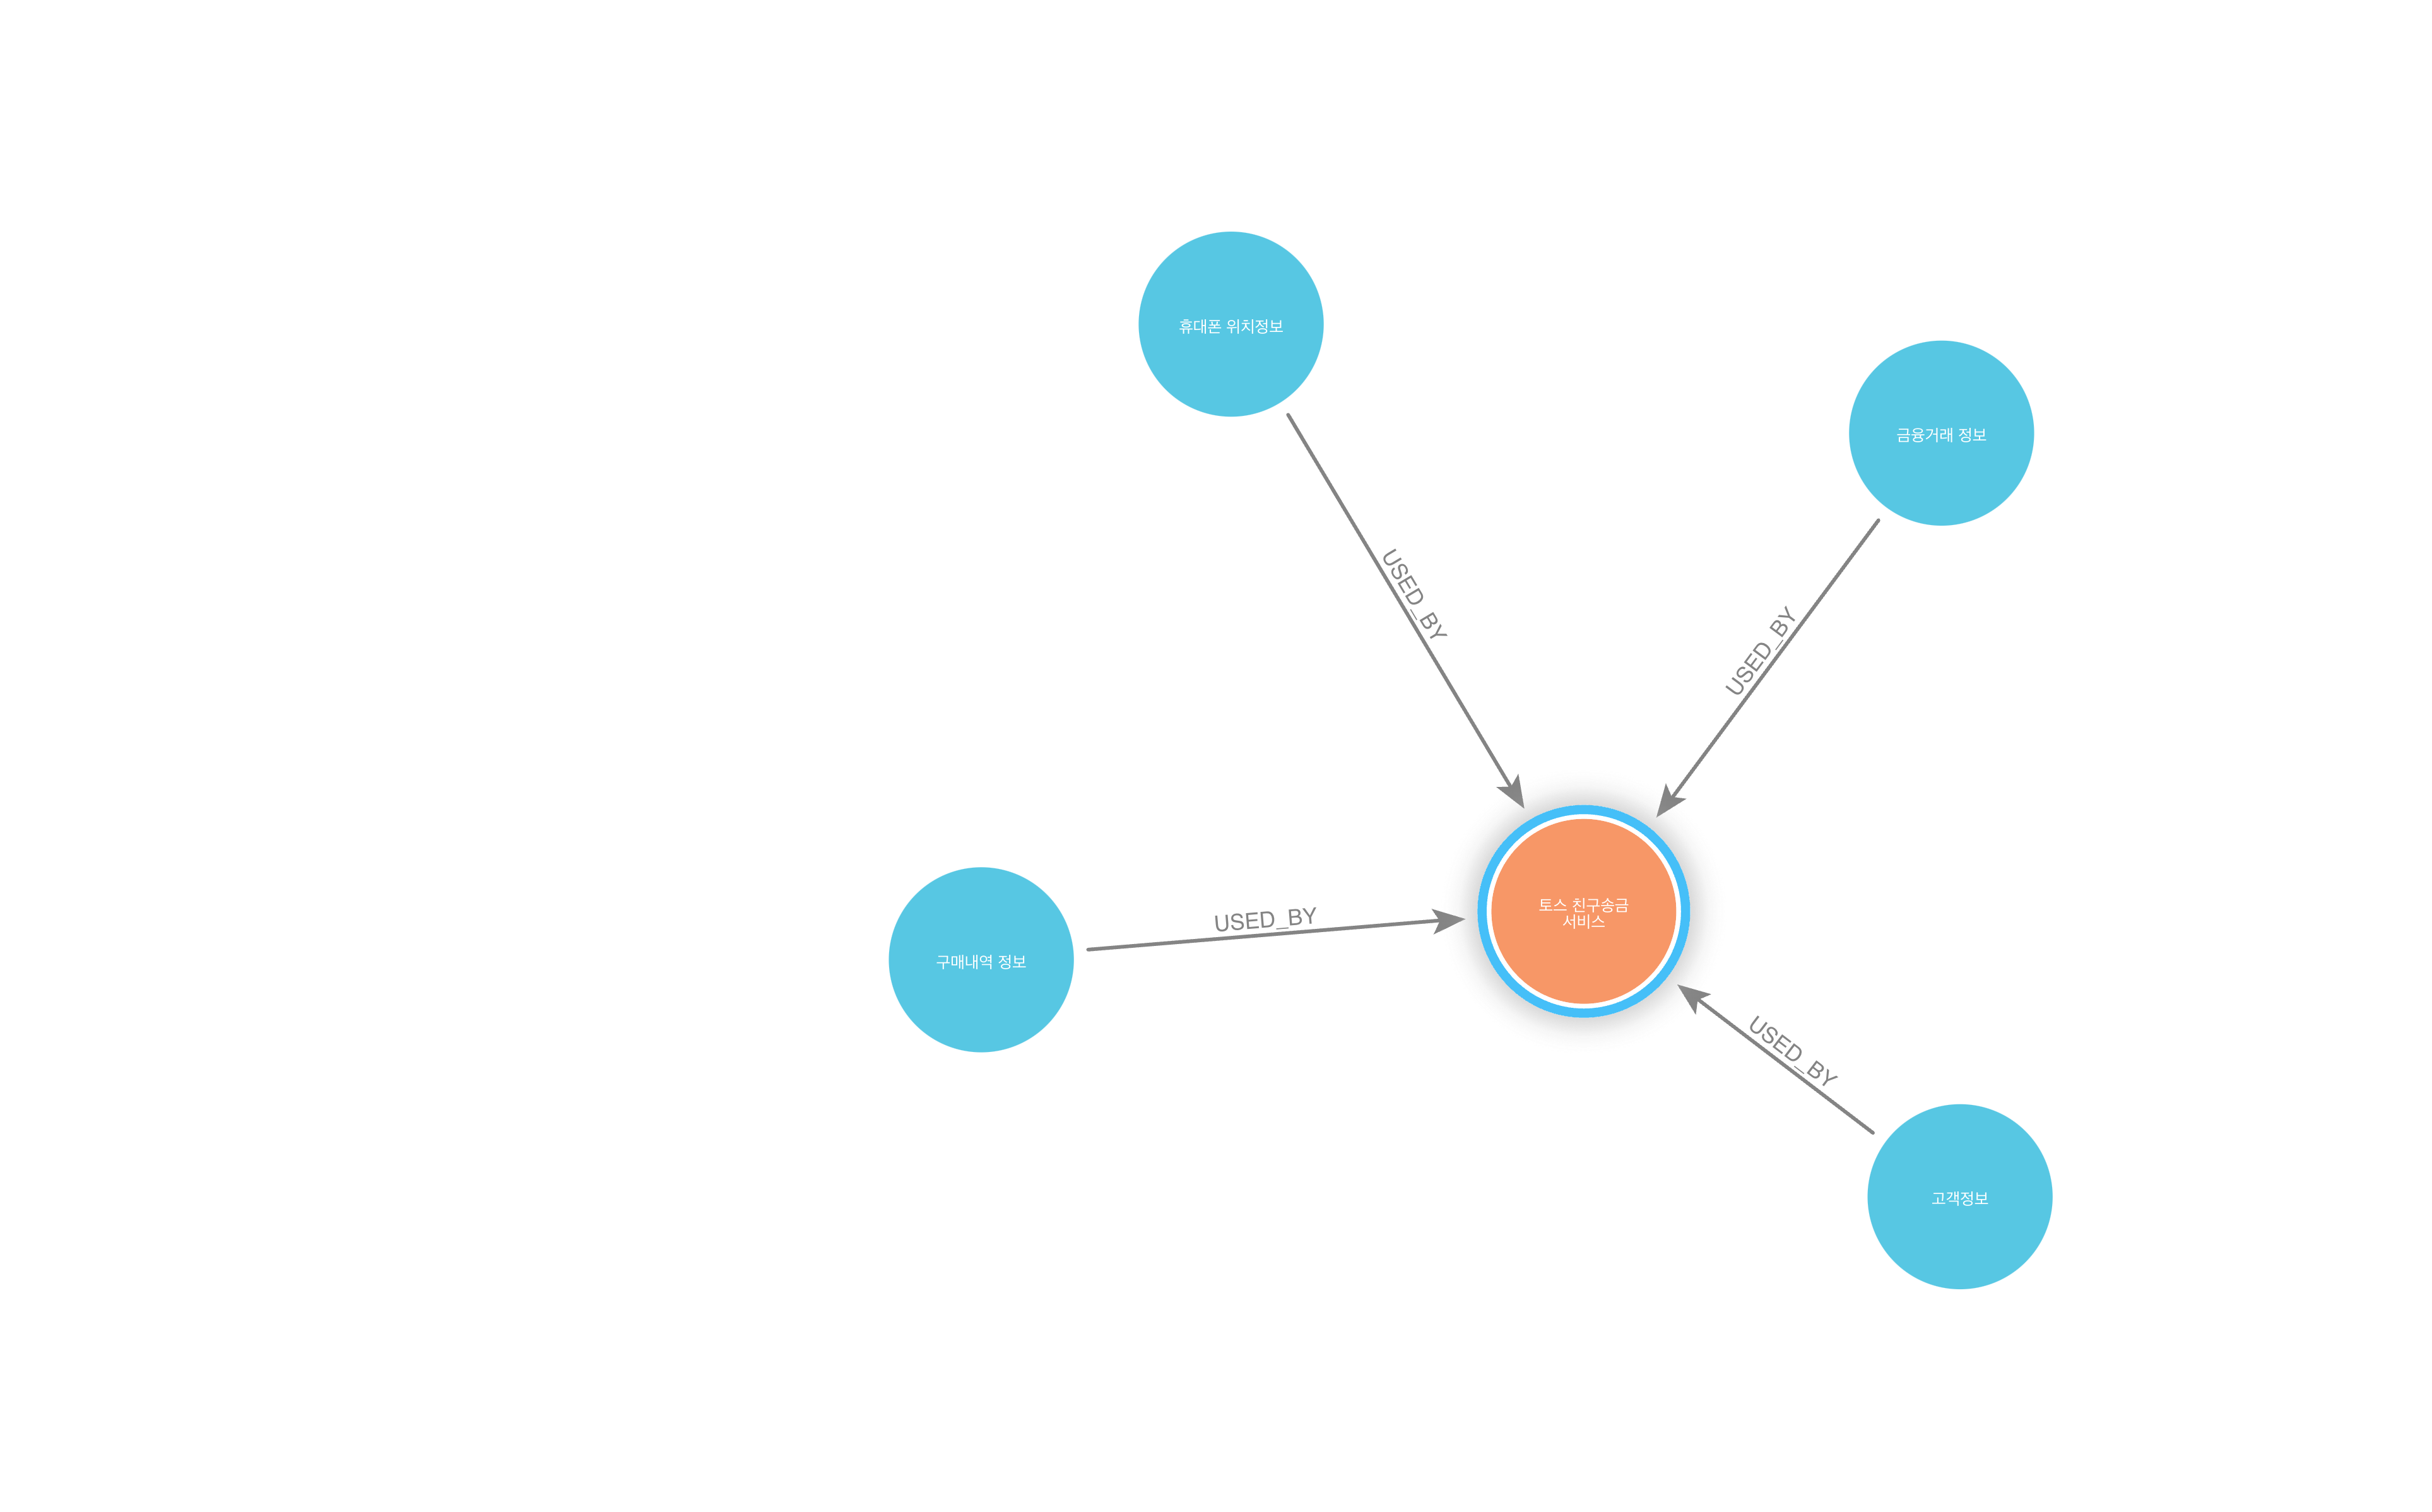 휴대폰 위치정보
금융거래 정보
USED_BY
USED_BY
토스 친구송금
서비스
USED_BY
구매내역 정보
USED_BY
고객정보